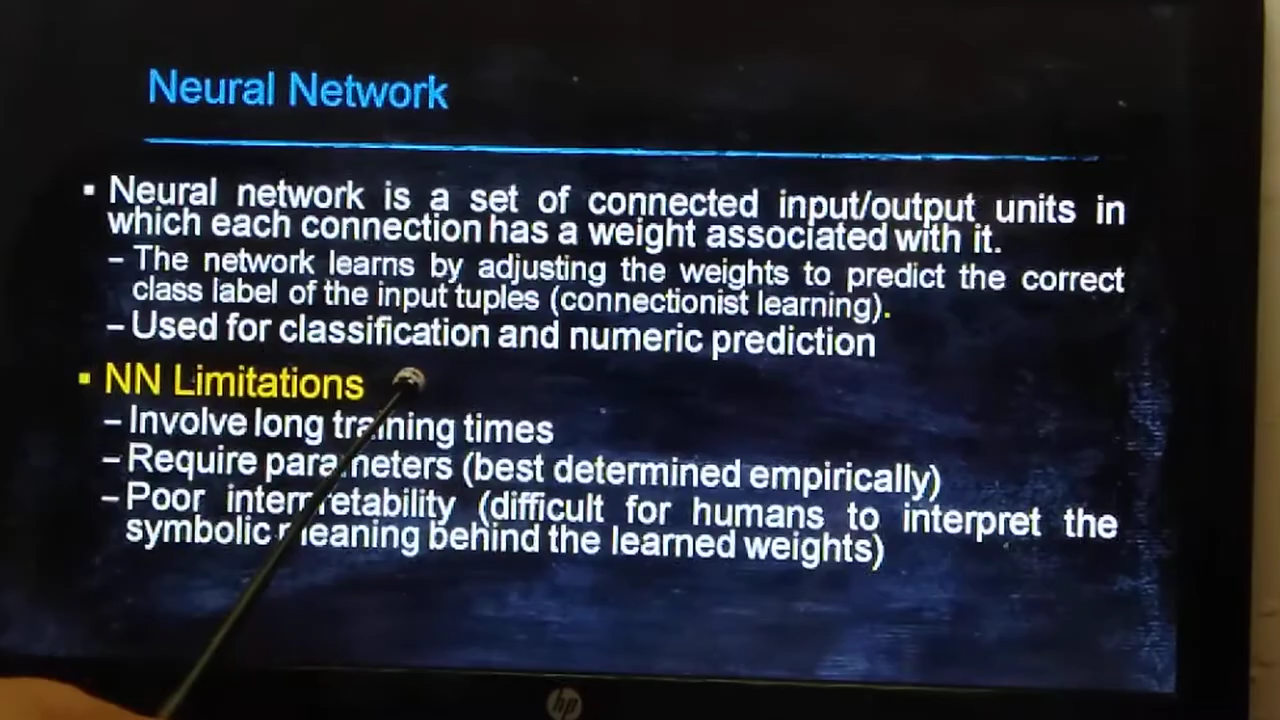 Neural Network
▪ Neural network is a set of connected input/output units in
which each connection has a weight associated with it.
– The network learns by adjusting the weights to predict the correct
class label of the input tuples (connectionist learning).
– Used for classification and numeric prediction
▪ NN Limitations
– Involve long training times
– Require parameters (best determined empirically)
– Poor interpretability (difficult for humans to interpret the
symbolic meaning behind the learned weights)
hp